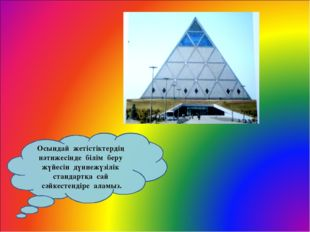 Осындай жетістіктердің
нәтижесінде білім беру
жүйесін дүниежүзілік
стандартқа сай
сәйкестендіре аламыз.